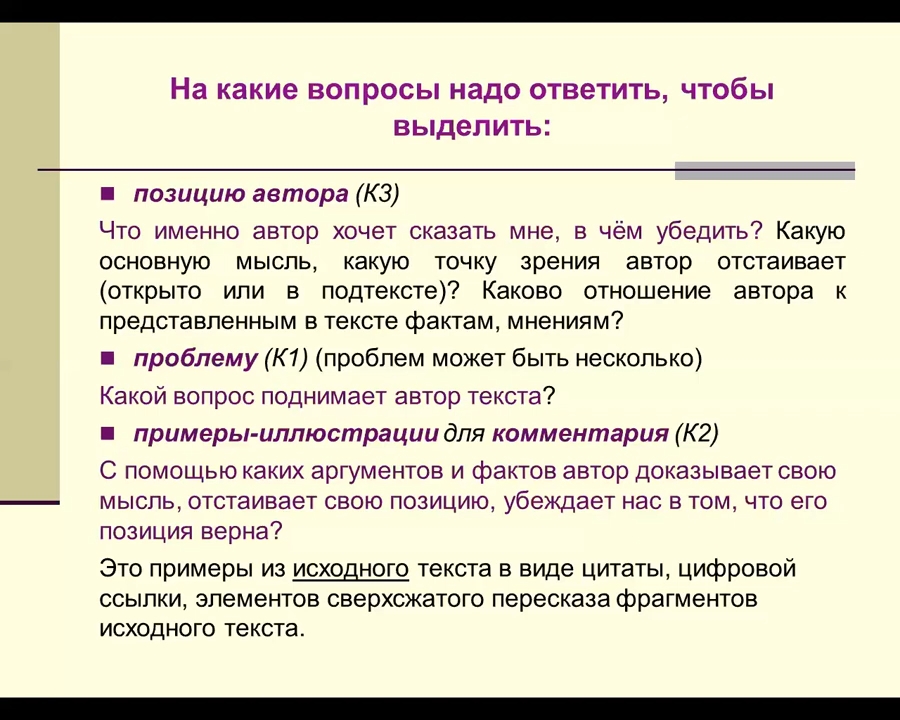 На какие вопросы надо ответить, чтобы
выделить:
позицию автора (К3)
Что именно автор хочет сказать мне, в чём убедить? Какую
основную мысль, какую точку зрения автор отстаивает
(открыто или в подтексте)? Каково отношение автора к
представленным в тексте фактам, мнениям?
проблему (К1) (проблем может быть несколько)
Какой вопрос поднимает автор текста?
примеры-иллюстрации для комментария (К2)
С помощью каких аргументов и фактов автор доказывает свою
мысль, отстаивает свою позицию, убеждает нас в том, что его
позиция верна?
Это примеры из исходного текста в виде цитаты, цифровой
ссылки, элементов сверхсжатого пересказа фрагментов
исходного текста.